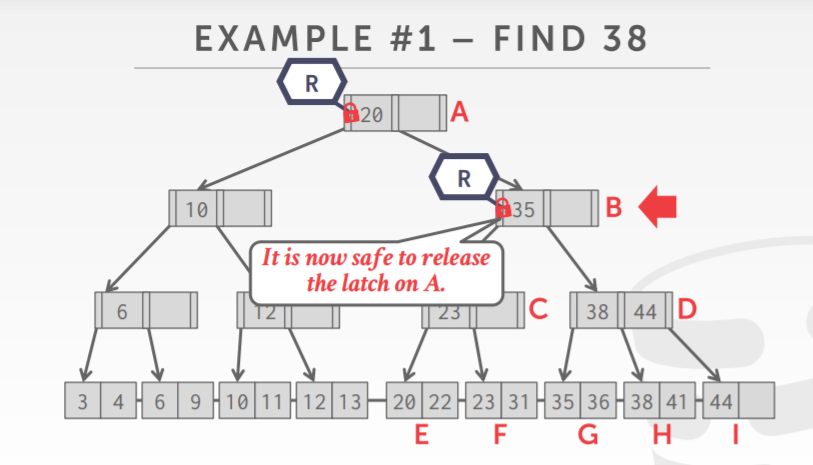 EXAMPLE #1 – FIND 38
R
20 A
R
10 35 B
It is now safe to release
the latch on A.
6 12 23 C 38 44 D
3 4 6 9 10 11 12 13 20 22 23 31 35 36 38 41 44
E F G H I